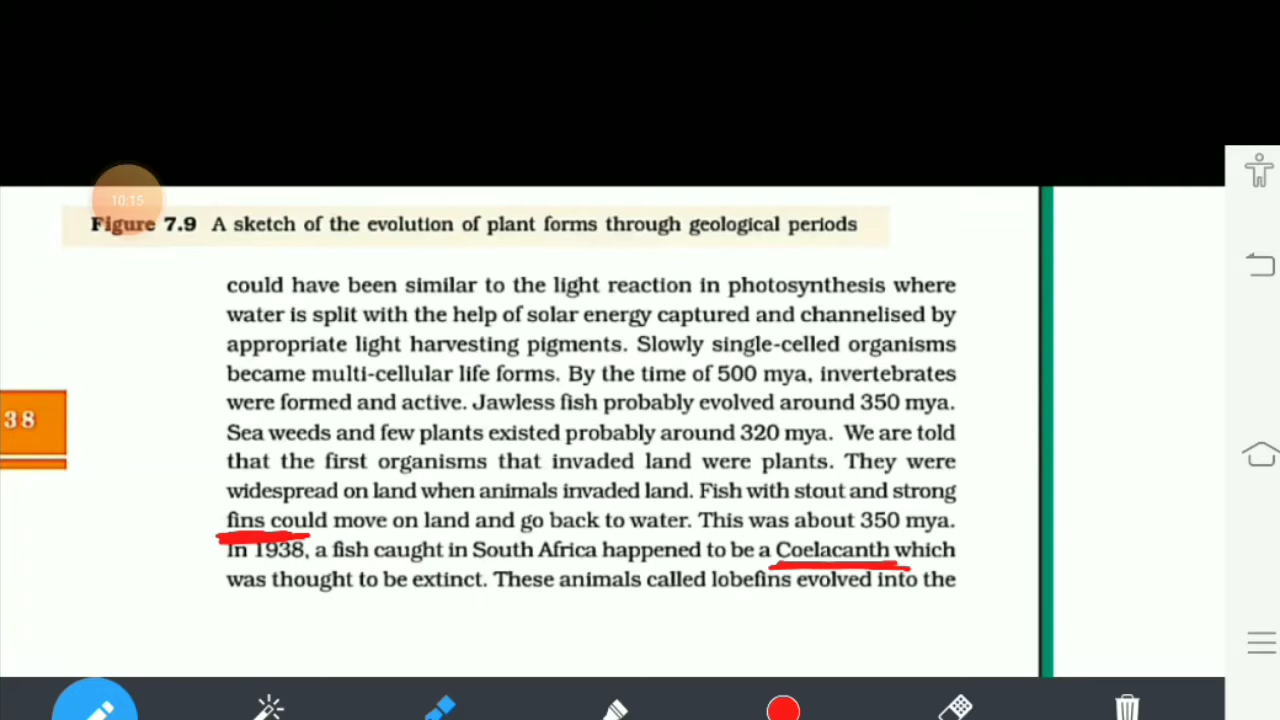 10:15
Figure 7.9 A sketch of the evolution of plant forms through geological periods
could have been similar to the light reaction in photosynthesis where
water is split with the help of solar energy captured and channelised by
appropriate light harvesting pigments. Slowly single-celled organisms
became multi-cellular life forms. By the time of 500 mya, invertebrates
were formed and active. Jawless fish probably evolved around 350 mya.
38
Sea weeds and few plants existed probably around 320 mya. We are told
that the first organisms that invaded land were plants. They were
widespread on land when animals invaded land. Fish with stout and strong
fins could move on land and go back to water. This was about 350 mya.
In 1938, a fish caught in South Africa happened to be a Coelacanth which
was thought to be extinct. These animals called lobefins evolved into the